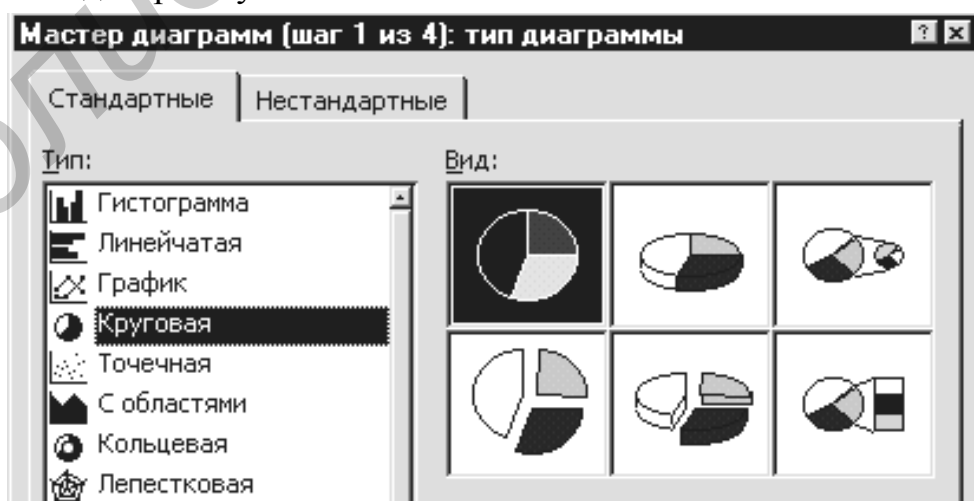 Мастер диаграмм (шаг 1 из 4): тип диаграммы
Стандартные
Нестандартные
Тип:
Гистограмма
Линейчатая
График
Круговая
Точечная
С областями
Кольцевая
Лепестковая
Вид: